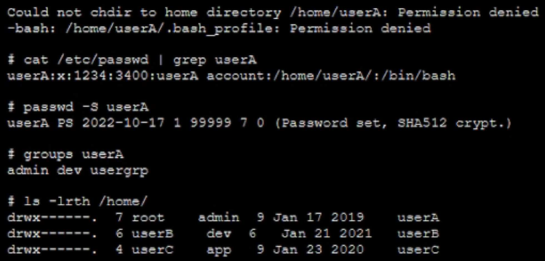 Could not chdir to home directory /home/userA: Permission denied
-bash: /home/userA/.bash_profile: Permission denied
# cat /etc/passwd | grep userA
userA:x:1234:3400:userA account:/home/userA/:/bin/bash
# passwd -S userA
userA PS 2022-10-17 1 99999 7 0 (Password set, SHA512 crypt.)
# groups userA
admin dev usergrp
# ls -lrth /home/
drwx------. 7 root admin 9 Jan 17 2019 userA
drwx------. 6 userB dev 6 Jan 21 2021 userB
drwx------. 4 userC app 9 Jan 23 2020 userC